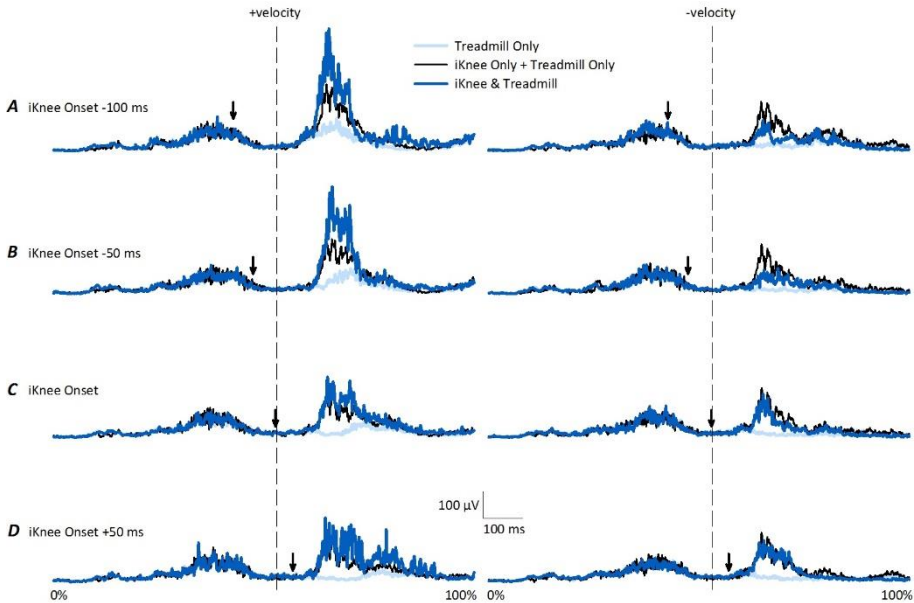 +velocity
-velocity
Treadmill Only
iKnee Only + Treadmill Only
iKnee & Treadmill
A iKnee Onset -100 ms
B iKnee Onset -50 ms
C iKnee Onset
100 μV
100 ms
D iKnee Onset +50 ms
0%
100%
0%
100%